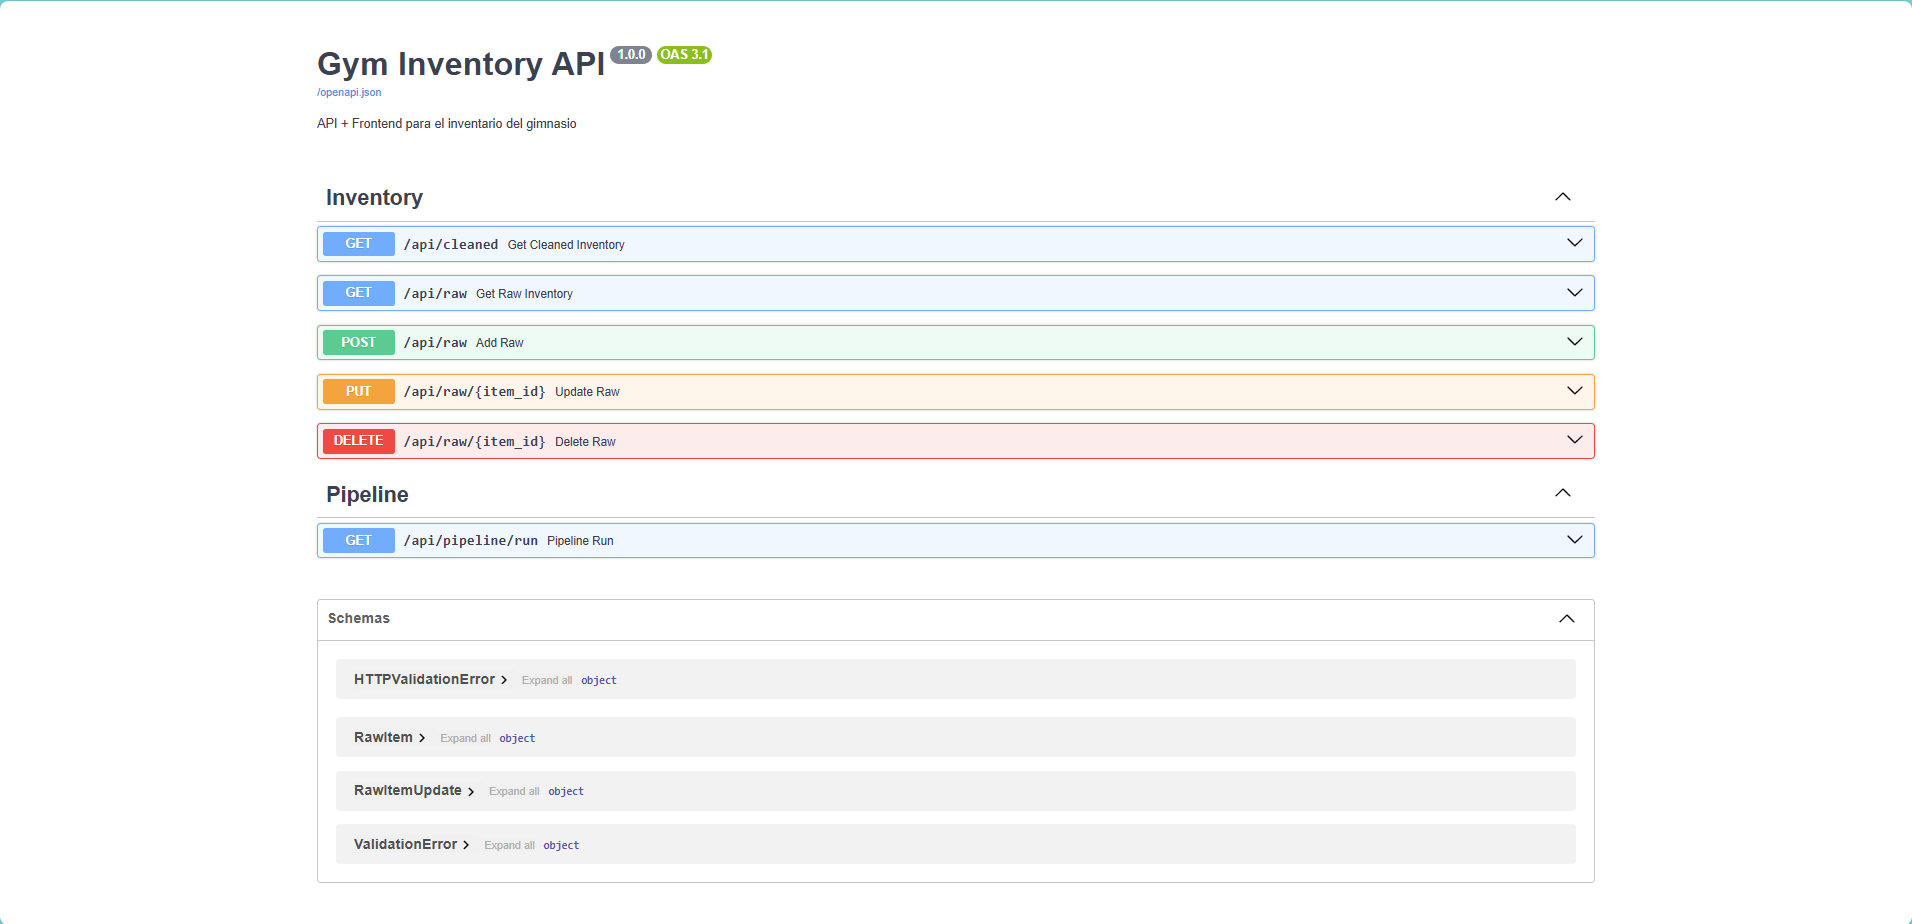 Gym Inventory API 1.0.0 OAS 3.1
/openapi.json
API + Frontend para el inventario del gimnasio
Inventory
GET /api/cleaned Get Cleaned Inventory
GET /api/raw Get Raw Inventory
POST /api/raw Add Raw
PUT /api/raw/{item_id} Update Raw
DELETE /api/raw/{item_id} Delete Raw
Pipeline
GET /api/pipeline/run Pipeline Run
Schemas
HTTPValidationError Expand all object
RawItem Expand all object
RawItemUpdate Expand all object
ValidationError Expand all object